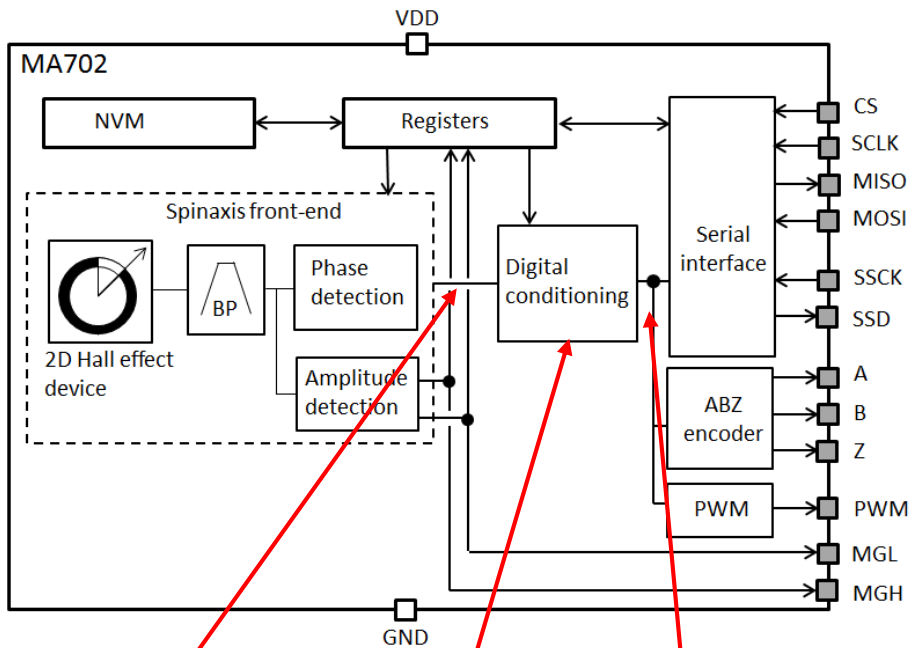 VDD
MA702
NVM
Registers
CS
SCLK
MISO
MOSI
SSCK
SSD
Serial
interface
Spinaxis front-end
BP
Phase
detection
Digital
conditioning
2D Hall effect
device
Amplitude
detection
ABZ
encoder
A
B
Z
PWM
PWM
MGL
MGH
GND